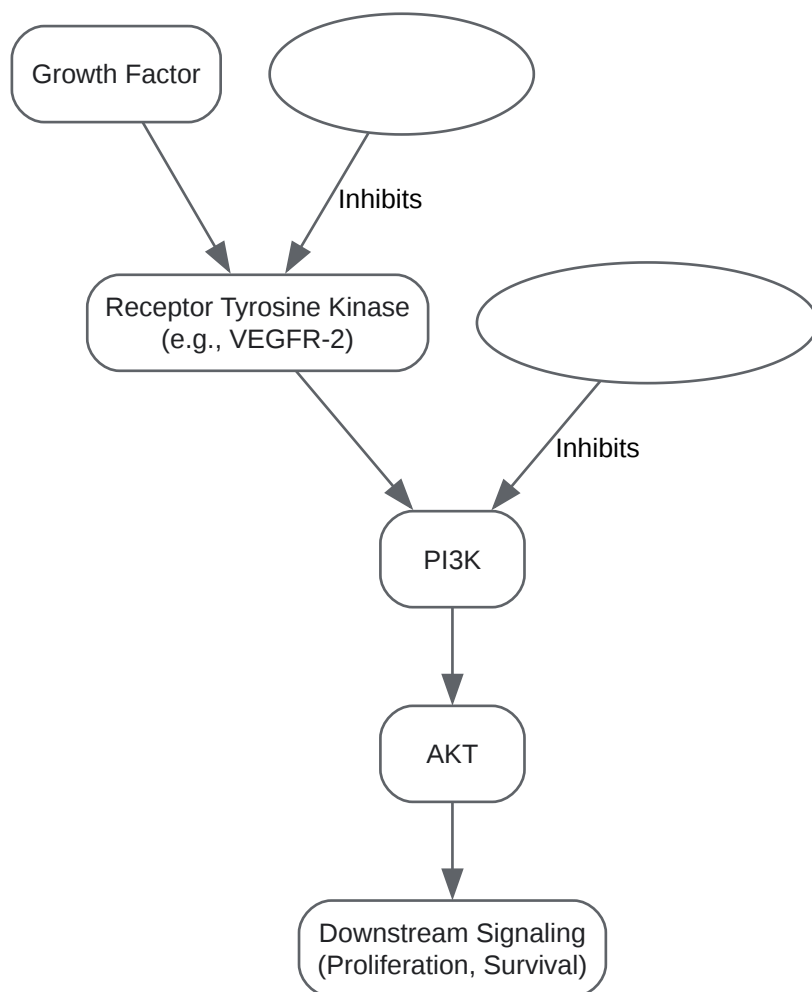 Growth Factor
Inhibits
Receptor Tyrosine Kinase
(e.g., VEGFR-2)
Inhibits
PI3K
AKT
Downstream Signaling
(Proliferation, Survival)